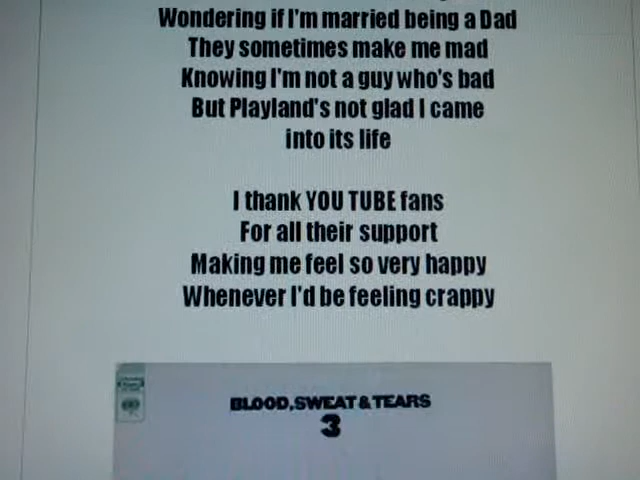 Wondering if I'm married being a Dad
They sometimes make me mad
Knowing I'm not a guy who's bad
But Playland's not glad I came
into its life
I thank YOU TUBE fans
For all their support
Making me feel so very happy
Whenever I'd be feeling crappy
BLOOD, SWEAT & TEARS
3